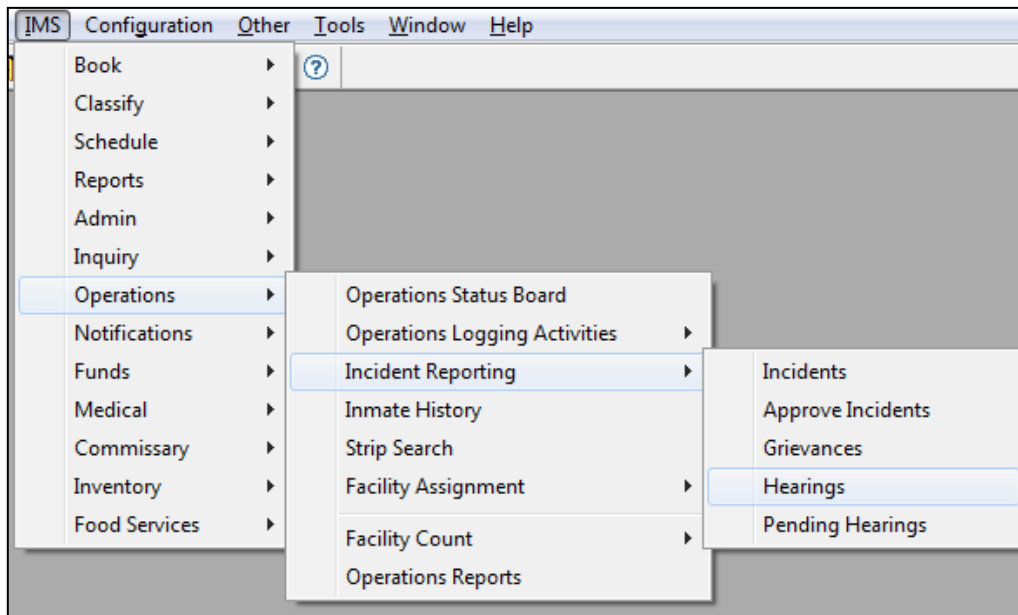 IMS Configuration Other Tools Window Help
Book
Classify
Schedule
Reports
Admin
Inquiry
Operations
Notifications
Funds
Medical
Commissary
Inventory
Food Services
Operations Status Board
Operations Logging Activities
Incident Reporting
Inmate History
Strip Search
Facility Assignment
Facility Count
Operations Reports
Incidents
Approve Incidents
Grievances
Hearings
Pending Hearings